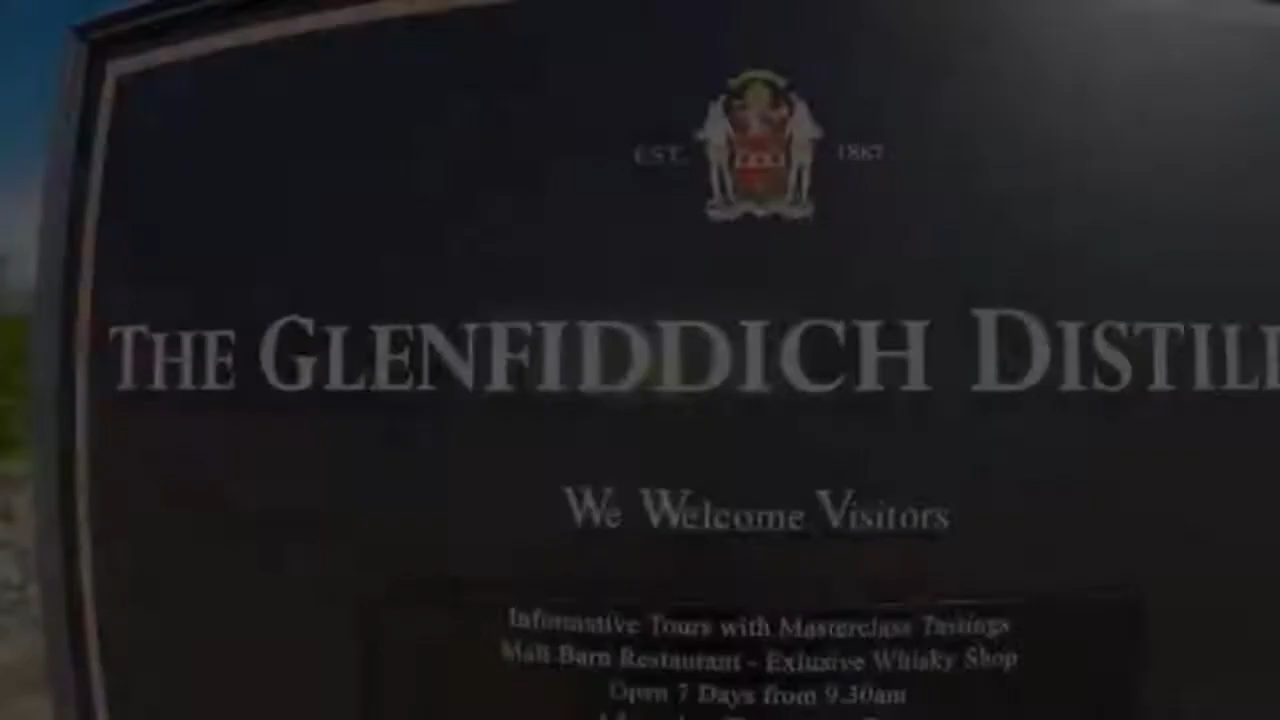 EST. 1887
THE GLENFIDDICH DISTILL
We Welcome Visitors
Informative Tours with Masterclass Tastings
Malt Barn Restaurant - Exlusive Whisky Shop
Open 7 Days from 9.30am